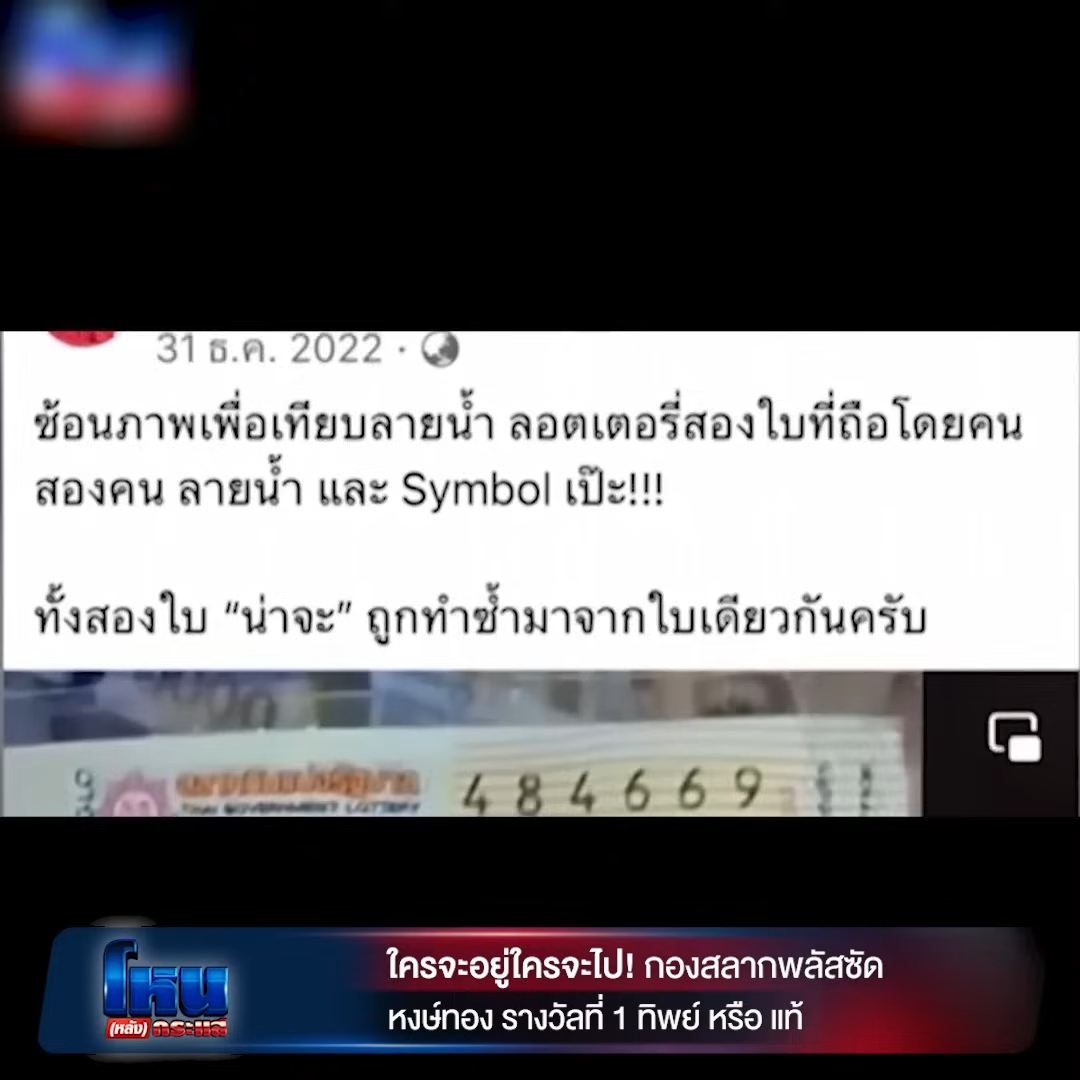 31 ธ.ค. 2022
ซ้อนภาพเพื่อเทียบลายน้ำ ลอตเตอรี่สองใบที่ถือโดยคน
สองคน ลายน้ำ และ Symbol เป๊ะ!!!
ทั้งสองใบ “น่าจะ” ถูกทำซ้ำมาจากใบเดียวกันครับ
THAI GOVERNMENT LOTTERY
484669
โหน
(หลัง) กระแส
ใครจะอยู่ใครจะไป! กองสลากพลัสซัด
หงษ์ทอง รางวัลที่ 1 ทิพย์ หรือ แท้